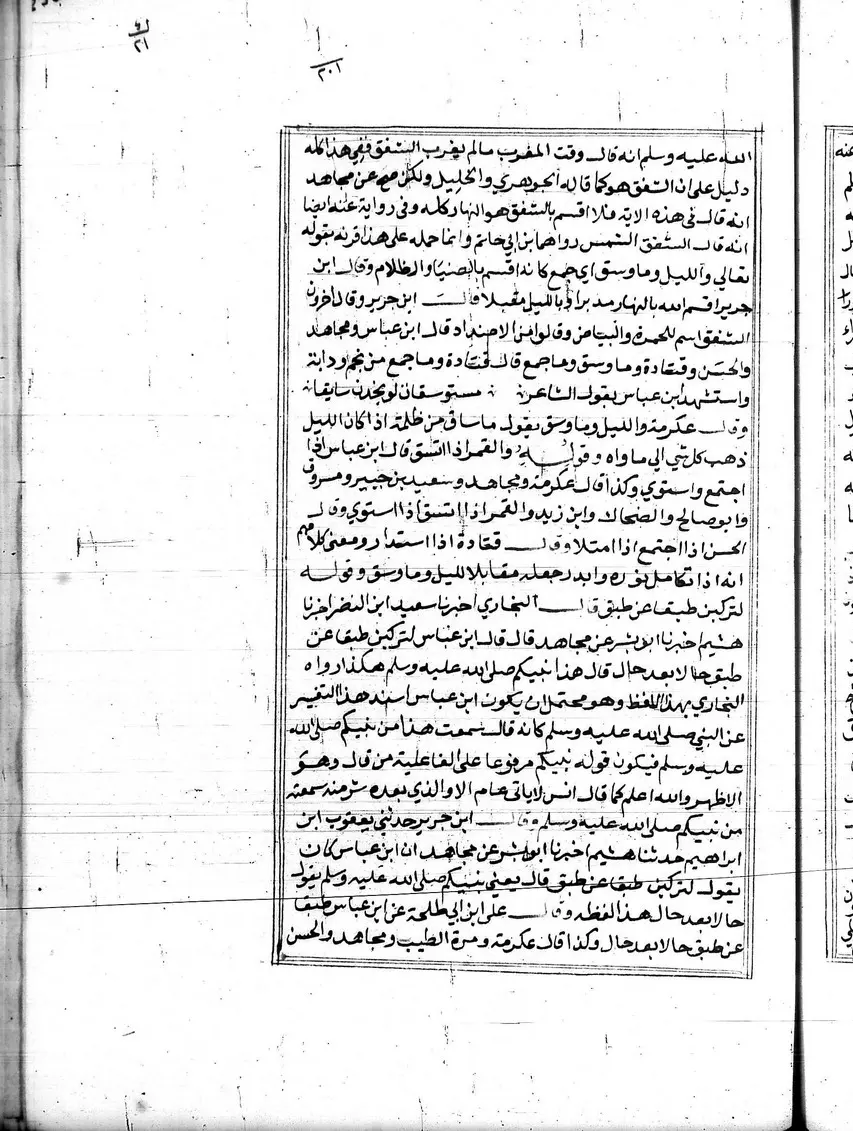 ٢٠١
الله عليه وسلم انه قال وقت المغرب مالم يغرب الشفق ففي هذا كله
دليل على ان الشفق هو كما قاله الجوهري والخليل ولكن صح عن مجاهد
انه قال في هذه الاية فلا اقسم بالشفق هو النهار كله وفي رواية عنه ايضا
انه قال الشفق الشمس رواهما ابن ابي حاتم وانما حمله على هذا قرنه بقوله
تعالي والليل وما وسق اي جمع كانه اقسم بالضيا والظلام وقال ابن
جرير اقسم الله بالنهار مدبرا وبالليل مقبلا قال ابن جرير وقال اخرون
الشفق اسم للحمرة والبياض وقالوا من الاضداد قال ابن عباس ومجاهد
والحسن وقتادة وما وسق وما جمع قال قتادة وما جمع من نجم ودابة
واستشهد ابن عباس بقول الشاعر مستوسقات لو يجدن سايقا
وقال عكرمة والليل وما وسق يقول ما ساق من ظلمة اذا كان الليل
ذهب كل شي الي ماواه وقوله والقمر اذا اتسق قال ابن عباس اذا
اجتمع واستوي وكذا قال عكرمة ومجاهد وسعيد بن جبير ومسروق
وابو صالح والضحاك وابن زيد والقمر اذا اتسق اذا استوي وقال
الحسن اذا اجتمع اذا امتلا وقال قتادة اذا استدار ومعنى كلامهم
انه اذا تكامل نوره وابدر جعله مقابلا لليل وما وسق وقوله
لتركبن طبقا عن طبق قال البخاري اخبرنا سعيد ابن النضر اخبرنا
هشيم اخبرنا ابو بشر عن مجاهد قال قال ابن عباس لتركبن طبقا عن
طبق حالا بعد حال قال هذا نبيكم صلى الله عليه وسلم هكذا رواه
البخاري بهذا اللفظ وهو محتمل ان يكون ابن عباس اسند هذا التفسير
عن النبي صلى الله عليه وسلم كانه قال سمعت هذا من نبيكم صلى الله
عليه وسلم فيكون قوله نبيكم مرفوعا على الفاعلية من قال وهو
الاظهر والله اعلم كما قال انس لا ياتي عام الا والذي بعده شر منه سمعته
من نبيكم صلى الله عليه وسلم وقال ابن جرير حدثني يعقوب ابن
ابراهيم حدثنا هشيم اخبرنا ابو بشر عن مجاهد ان ابن عباس كان
يقول لتركبن طبقا عن طبق قال يعني نبيكم صلى الله عليه وسلم يقول
حالا بعد حال هذا لفظه وقال على ابن ابي طلحة عن ابن عباس طبقا
عن طبق حالا بعد حال وكذا قال عكرمة ومرة الطيب ومجاهد والحسن